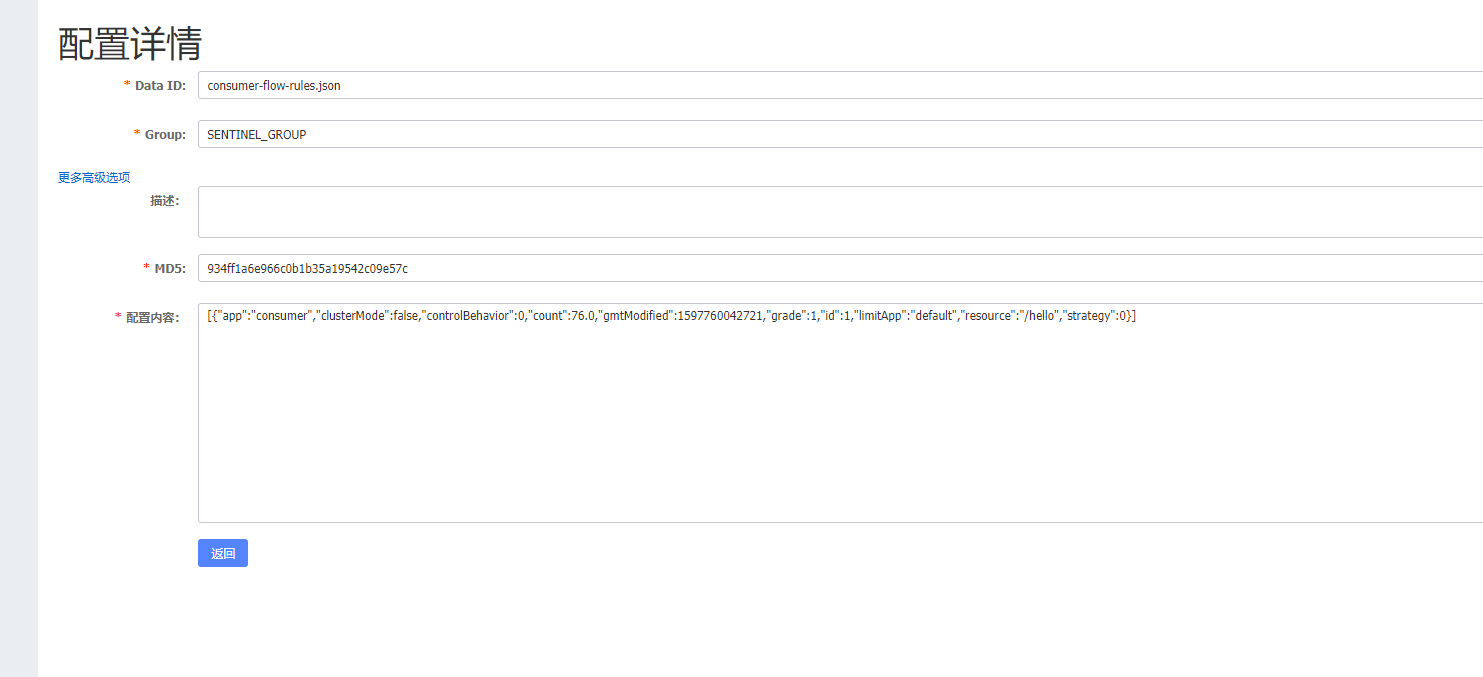 配置详情
* Data ID: consumer-flow-rules.json
* Group: SENTINEL_GROUP
更多高级选项
描述:
* MD5: 934ff1a6e966c0b1b35a19542c09e57c
* 配置内容: [{"app":"consumer","clusterMode":false,"controlBehavior":0,"count":76.0,"gmtModified":1597760042721,"grade":1,"id":1,"limitApp":"default","resource":"/hello","strategy":0}]
返回